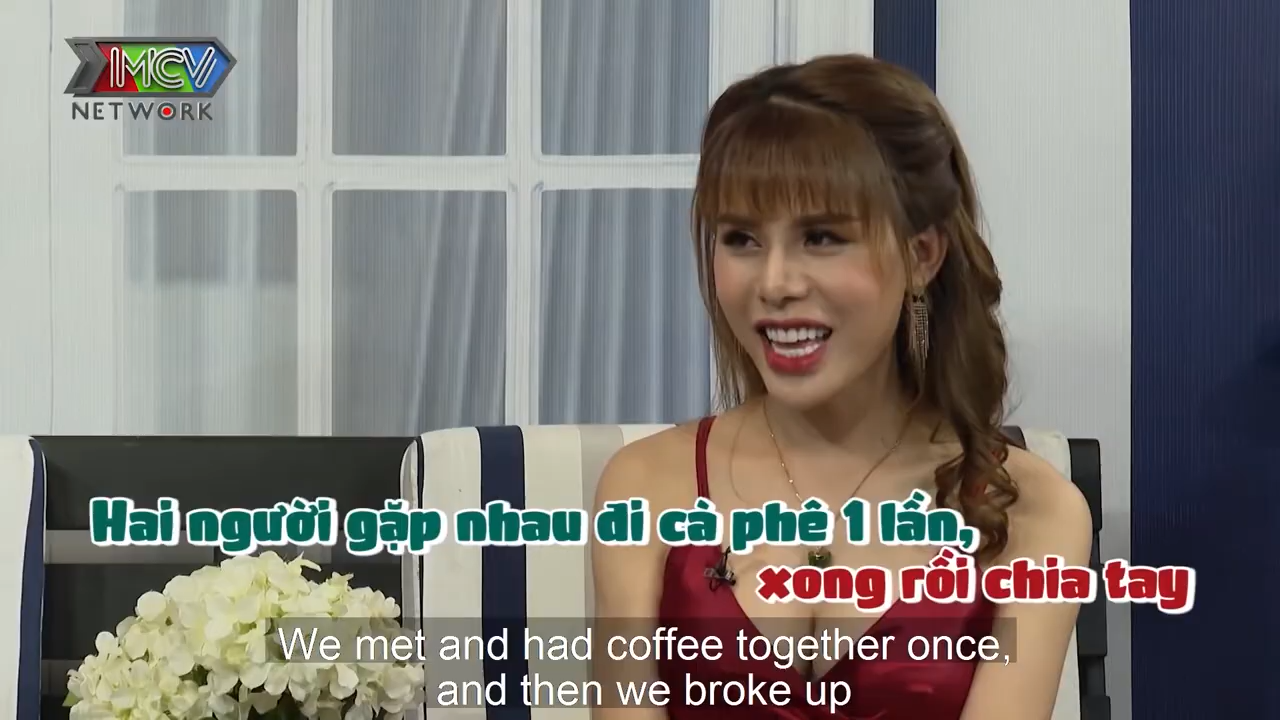 MCV
NETWORK
Hai người gặp nhau đi cà phê 1 lần,
xong rồi chia tay
We met and had coffee together once,
and then we broke up